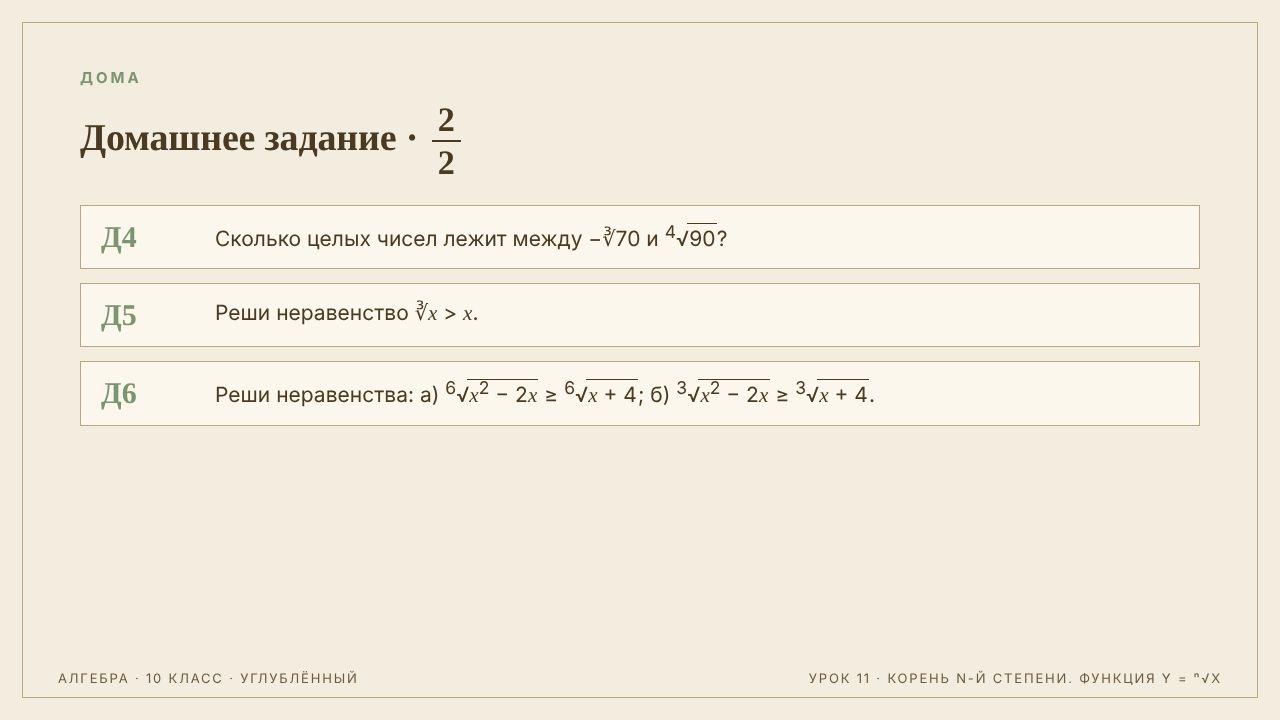 ДОМА
Домашнее задание · 2/2
Д4 Сколько целых чисел лежит между −∛70 и ⁴√90?
Д5 Реши неравенство ∛x > x.
Д6 Реши неравенства: а) ⁶√x² − 2x ≥ ⁶√x + 4; б) ³√x² − 2x ≥ ³√x + 4.
АЛГЕБРА · 10 КЛАСС · УГЛУБЛЁННЫЙ
УРОК 11 · КОРЕНЬ N-Й СТЕПЕНИ. ФУНКЦИЯ Y = ⁿ√X